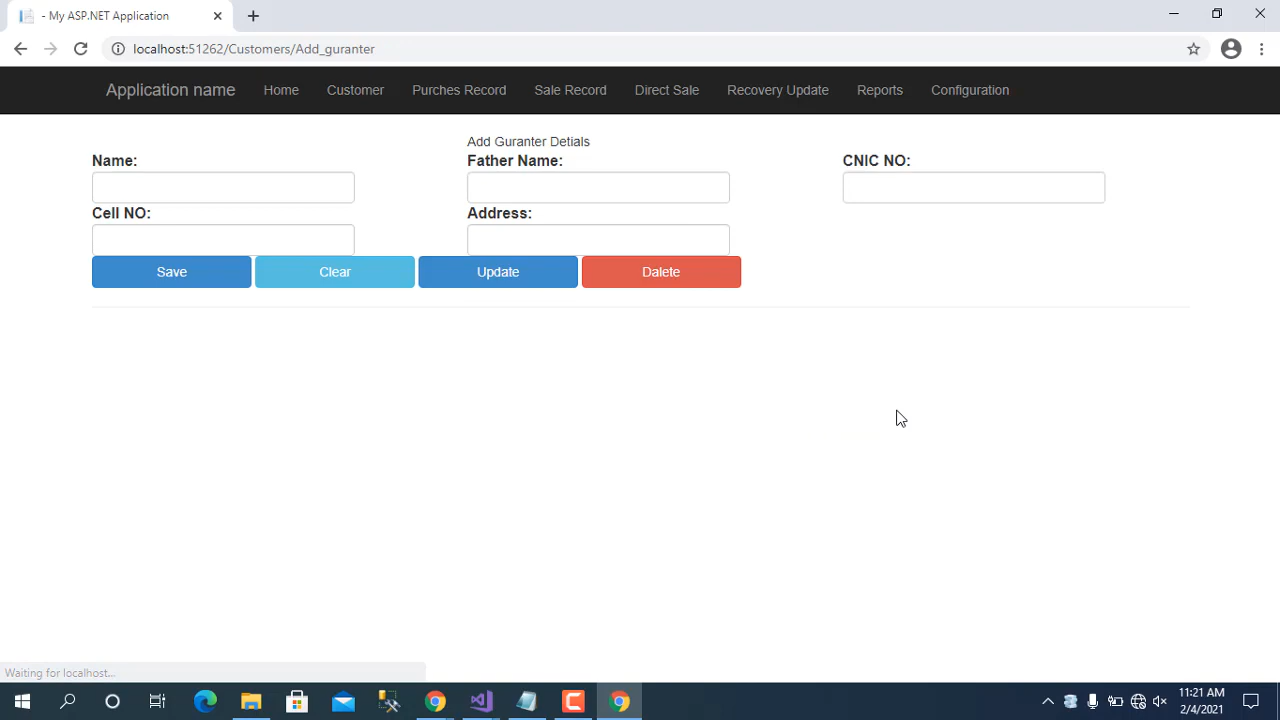 - My ASP.NET Application
localhost:51262/Customers/Add_guranter
Application name Home Customer Purches Record Sale Record Direct Sale Recovery Update Reports Configuration
Add Guranter Detials
Name: Father Name: CNIC NO:
Cell NO: Address:
Save Clear Update Dalete
Waiting for localhost...
11:21 AM
2/4/2021